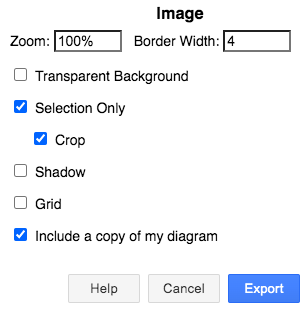 Image
Zoom: 100% Border Width: 4
Transparent Background
Selection Only
Crop
Shadow
Grid
Include a copy of my diagram
Help Cancel Export